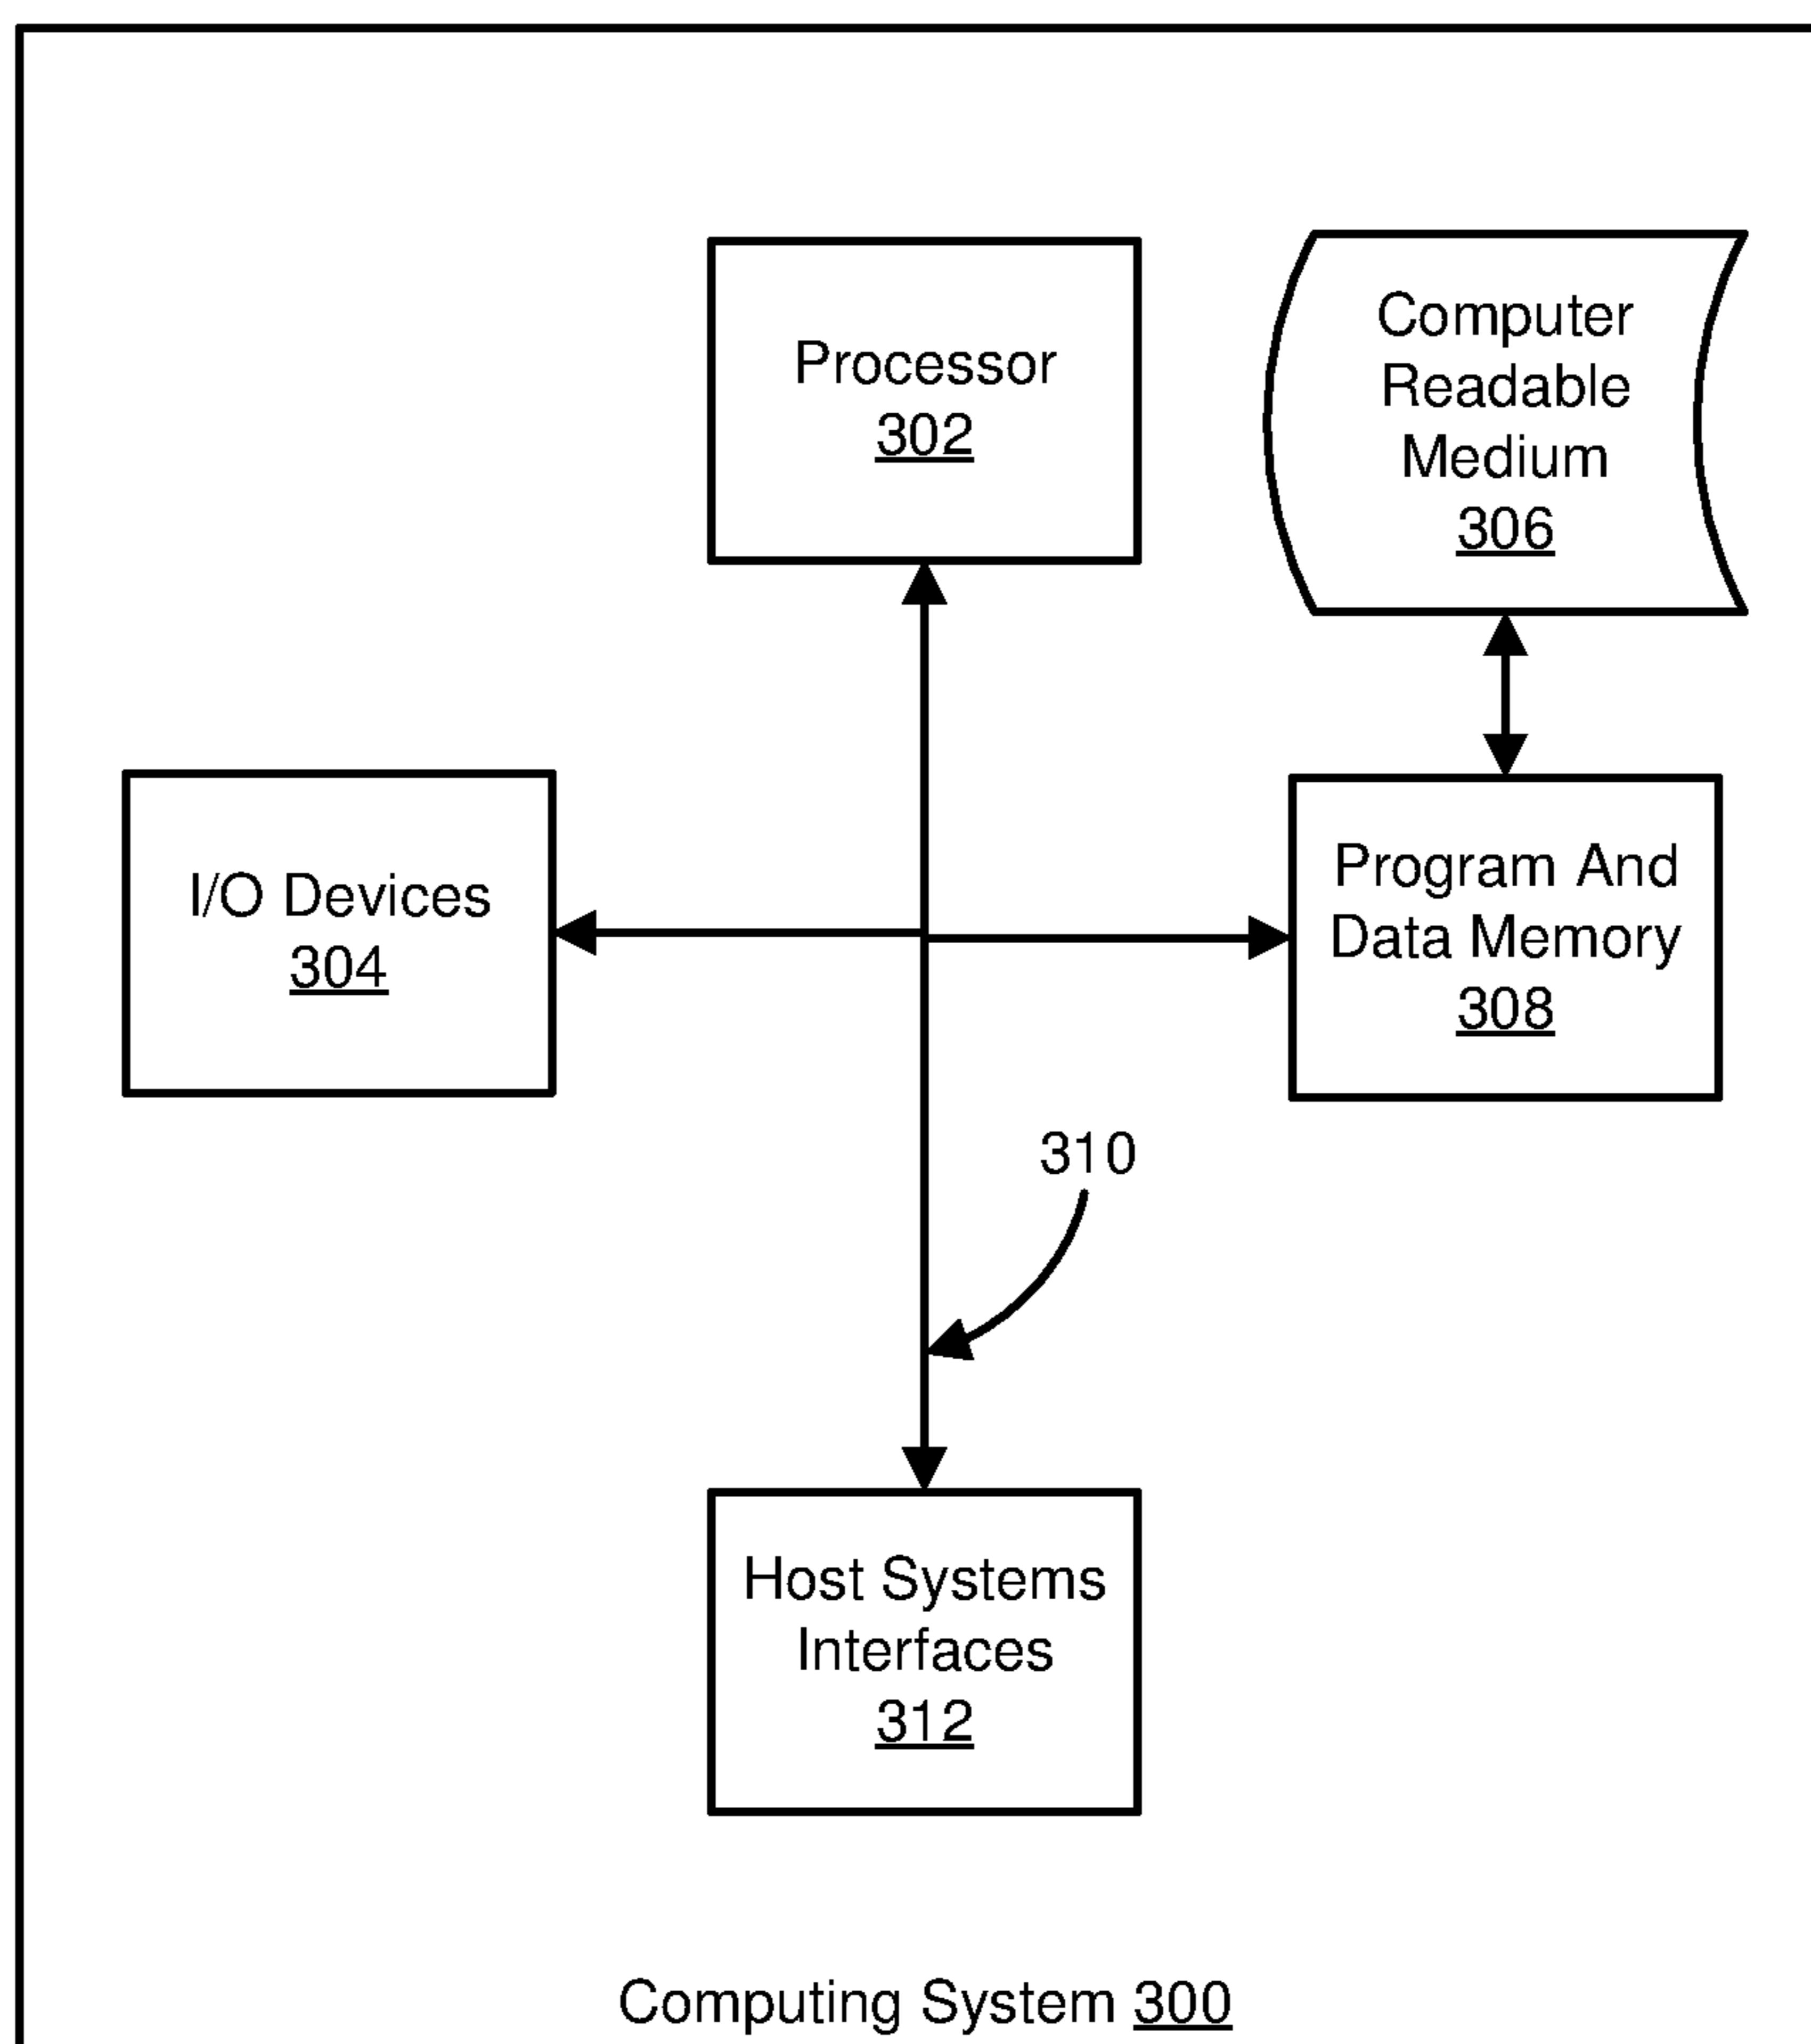 Processor
302
Computer
Readable
Medium
306
I/O Devices
304
Program And
Data Memory
308
310
Host Systems
Interfaces
312
Computing System 300